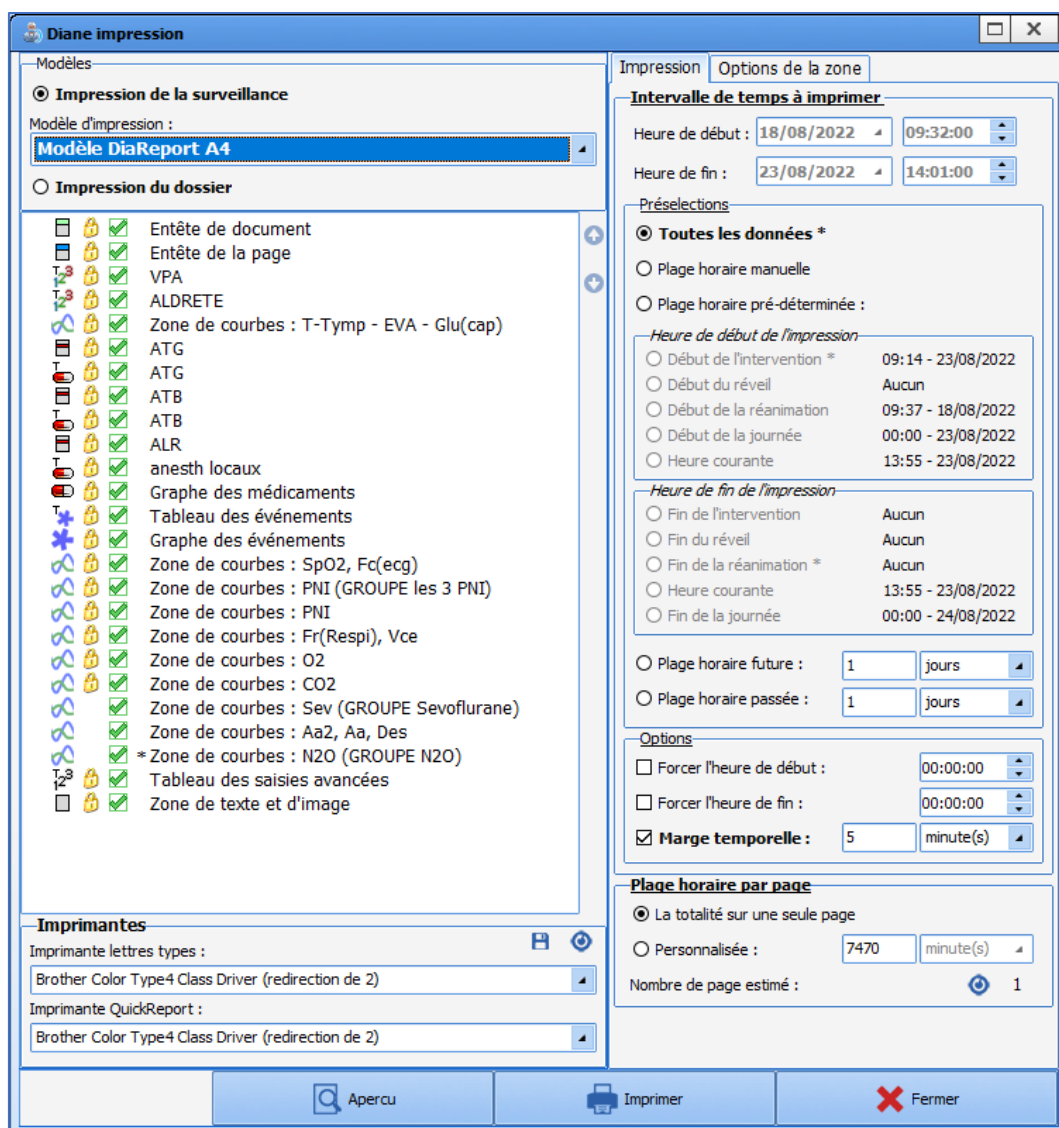 Diane impression
Modèles
Impression de la surveillance
Modèle d'impression :
Modèle DiaReport A4
Impression du dossier
Entête de document
Entête de la page
VPA
ALDRETE
Zone de courbes : T-Tymp - EVA - Glu(cap)
ATG
ATG
ATB
ATB
ALR
anesth locaux
Graphe des médicaments
Tableau des événements
Graphe des événements
Zone de courbes : SpO2, Fc(ecg)
Zone de courbes : PNI (GROUPE les 3 PNI)
Zone de courbes : PNI
Zone de courbes : Fr(Respi), Vce
Zone de courbes : O2
Zone de courbes : CO2
Zone de courbes : Sev (GROUPE Sevoflurane)
Zone de courbes : Aa2, Aa, Des
* Zone de courbes : N2O (GROUPE N2O)
Tableau des saisies avancées
Zone de texte et d'image
Imprimantes
Imprimante lettres types :
Brother Color Type4 Class Driver (redirection de 2)
Imprimante QuickReport :
Brother Color Type4 Class Driver (redirection de 2)
Impression Options de la zone
Intervalle de temps à imprimer
Heure de début : 18/08/2022 09:32:00
Heure de fin : 23/08/2022 14:01:00
Préselections
Toutes les données *
Plage horaire manuelle
Plage horaire pré-déterminée :
Heure de début de l'impression
Début de l'intervention * 09:14 - 23/08/2022
Début du réveil Aucun
Début de la réanimation 09:37 - 18/08/2022
Début de la journée 00:00 - 23/08/2022
Heure courante 13:55 - 23/08/2022
Heure de fin de l'impression
Fin de l'intervention Aucun
Fin du réveil Aucun
Fin de la réanimation * Aucun
Heure courante 13:55 - 23/08/2022
Fin de la journée 00:00 - 24/08/2022
Plage horaire future : 1 jours
Plage horaire passée : 1 jours
Options
Forcer l'heure de début : 00:00:00
Forcer l'heure de fin : 00:00:00
Marge temporelle : 5 minute(s)
Plage horaire par page
La totalité sur une seule page
Personnalisée : 7470 minute(s)
Nombre de page estimé : 1
Apercu Imprimer Fermer